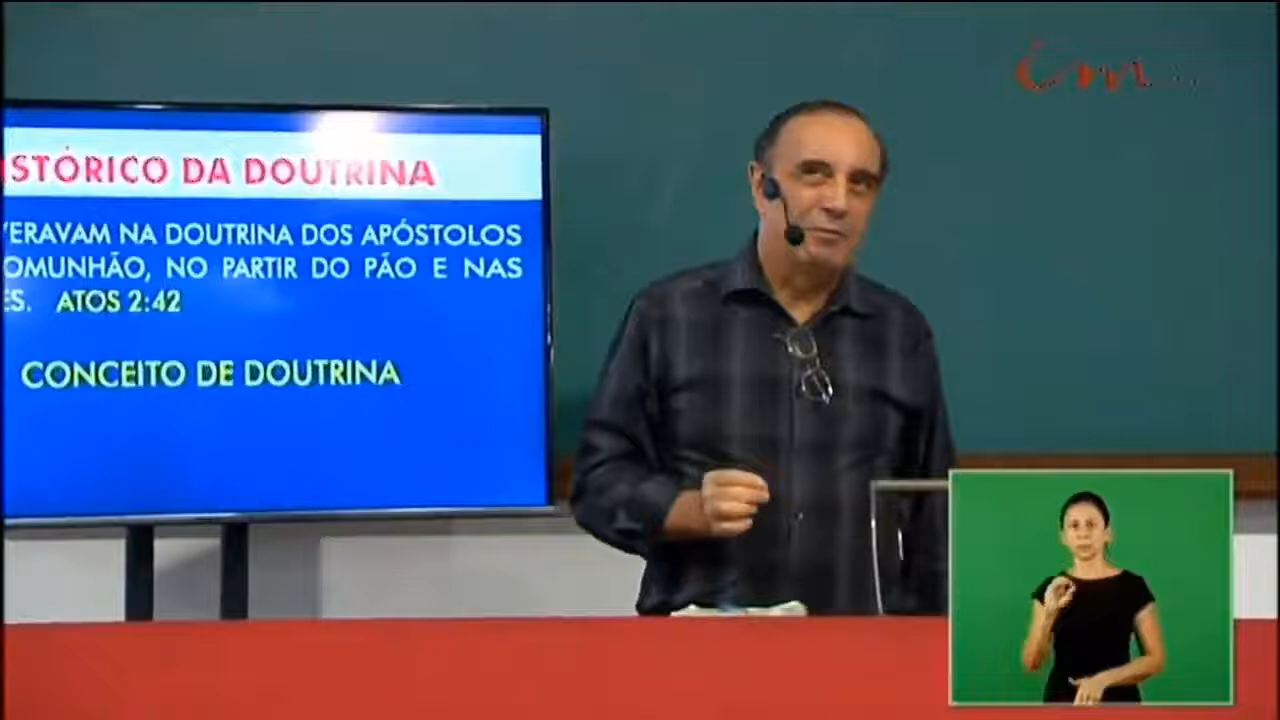 ISTÓRICO DA DOUTRINA
VERAVAM NA DOUTRINA DOS APÓSTOLOS
OMUNHÃO, NO PARTIR DO PÃO E NAS
ES. ATOS 2:42
CONCEITO DE DOUTRINA